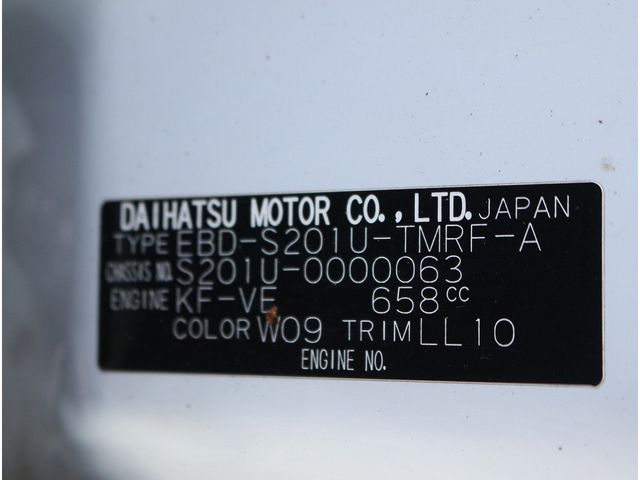 DAIHATSU MOTOR CO., LTD. JAPAN
TYPE EBD-S201U-TMRF-A
CHASSIS NO. S201U-0000063
ENGINE KF-VE 658cc
COLOR W09 TRIM LL10
ENGINE NO.